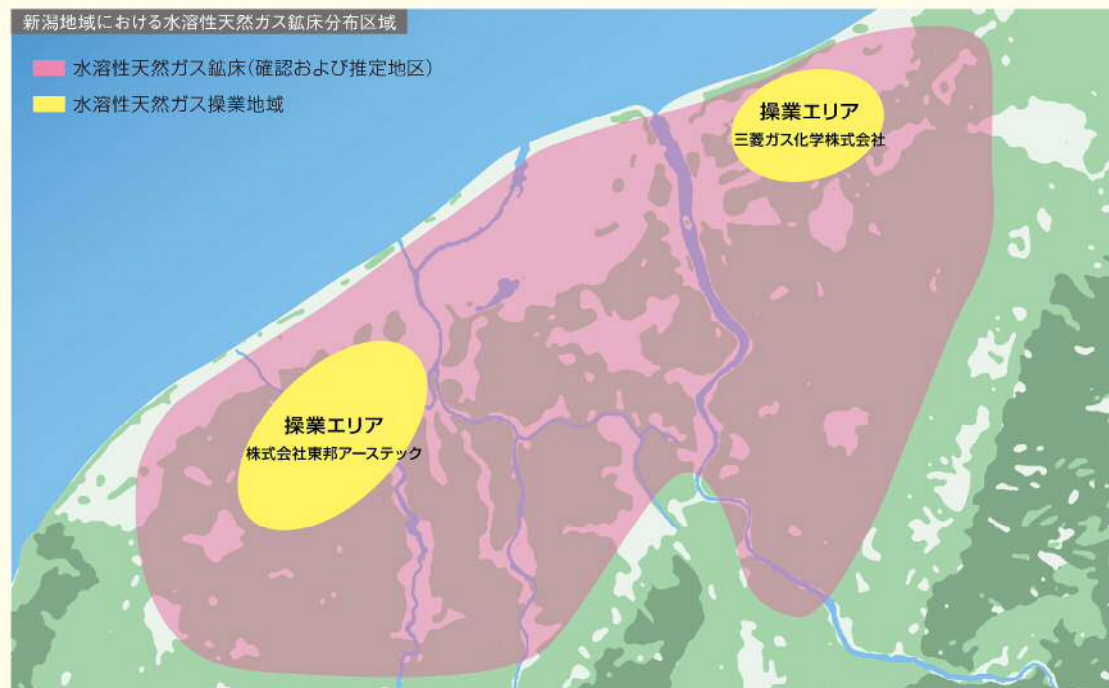 新潟地域における水溶性天然ガス鉱床分布区域
水溶性天然ガス鉱床(確認および推定地区)
水溶性天然ガス操業地域
操業エリア
三菱ガス化学株式会社
操業エリア
株式会社東邦アーステック